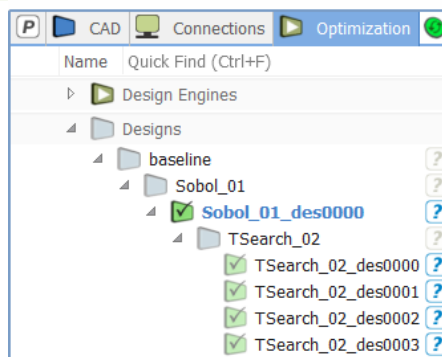 P CAD Connections Optimization
Name Quick Find (Ctrl+F)
Design Engines
Designs
baseline ?
Sobol_01 ?
Sobol_01_des0000 ?
TSearch_02 ?
TSearch_02_des0000 ?
TSearch_02_des0001 ?
TSearch_02_des0002 ?
TSearch_02_des0003 ?